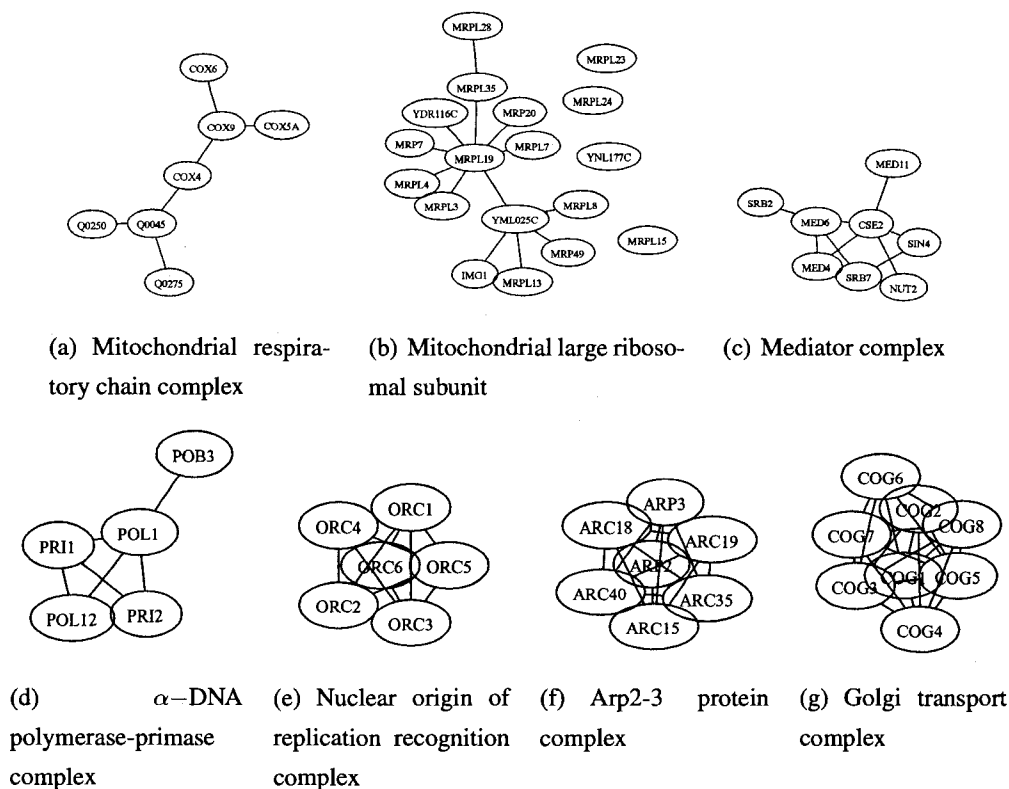 MRPL28
MRPL23
COX6
MRPL35
MRPL24
YDR116C
MRP20
COX9
COX5A
MRP7
MRPL7
MRPL19
YNL177C
MED11
COX4
MRPL4
MRPL3
MRPL8
SRB2
Q0250
Q0045
YML025C
MED6
CSE2
MRPL15
SIN4
MRP49
MED4
Q0275
IMG1
MRPL13
SRB7
NUT2
(a) Mitochondrial respira-
tory chain complex
(b) Mitochondrial large riboso-
mal subunit
(c) Mediator complex
POB3
POL1
PRI1
POL12
PRI2
ORC1
ORC4
ORC6
ORC5
ORC2
ORC3
ARP3
ARC18
ARC19
ARP2
ARC40
ARC35
ARC15
COG6
COG2
COG8
COG7
COG1
COG5
COG3
COG4
(d) α−DNA
polymerase-primase
complex
(e) Nuclear origin of
replication recognition
complex
(f) Arp2-3 protein
complex
(g) Golgi transport
complex